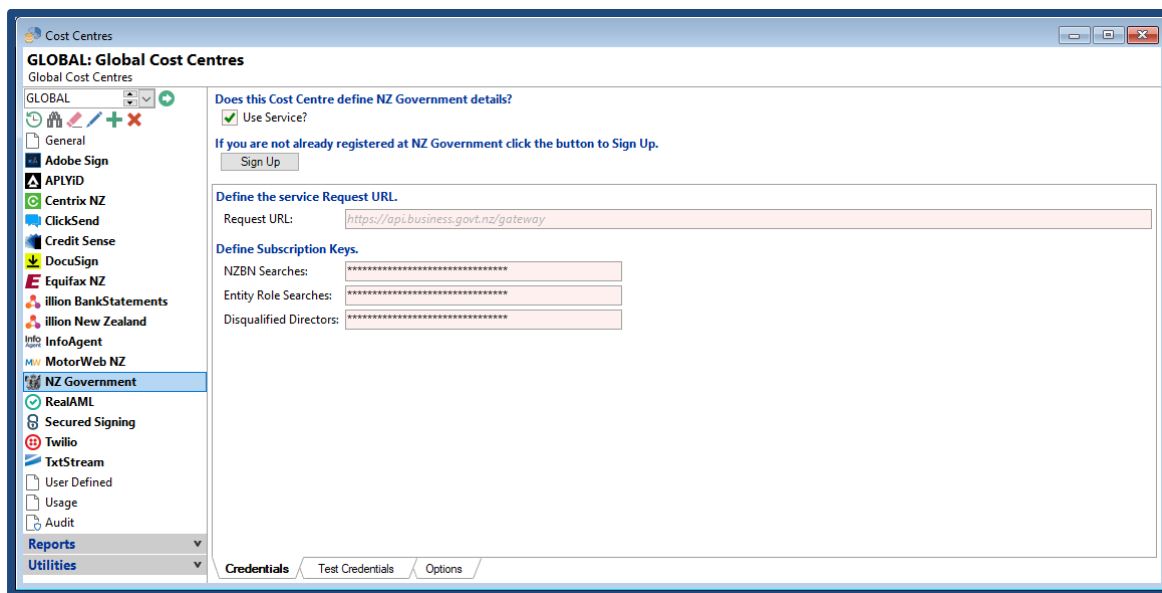 Cost Centres
GLOBAL: Global Cost Centres
Global Cost Centres
GLOBAL
General
Adobe Sign
APLYiD
Centrix NZ
ClickSend
Credit Sense
DocuSign
Equifax NZ
illion BankStatements
illion New Zealand
Info Agent InfoAgent
MW MotorWeb NZ
NZ Government
RealAML
Secured Signing
Twilio
TxtStream
User Defined
Usage
Audit
Reports
Utilities
Does this Cost Centre define NZ Government details?
Use Service?
If you are not already registered at NZ Government click the button to Sign Up.
Sign Up
Define the service Request URL.
Request URL: https://api.business.govt.nz/gateway
Define Subscription Keys.
NZBN Searches: ********************************
Entity Role Searches: ********************************
Disqualified Directors: ********************************
Credentials Test Credentials Options